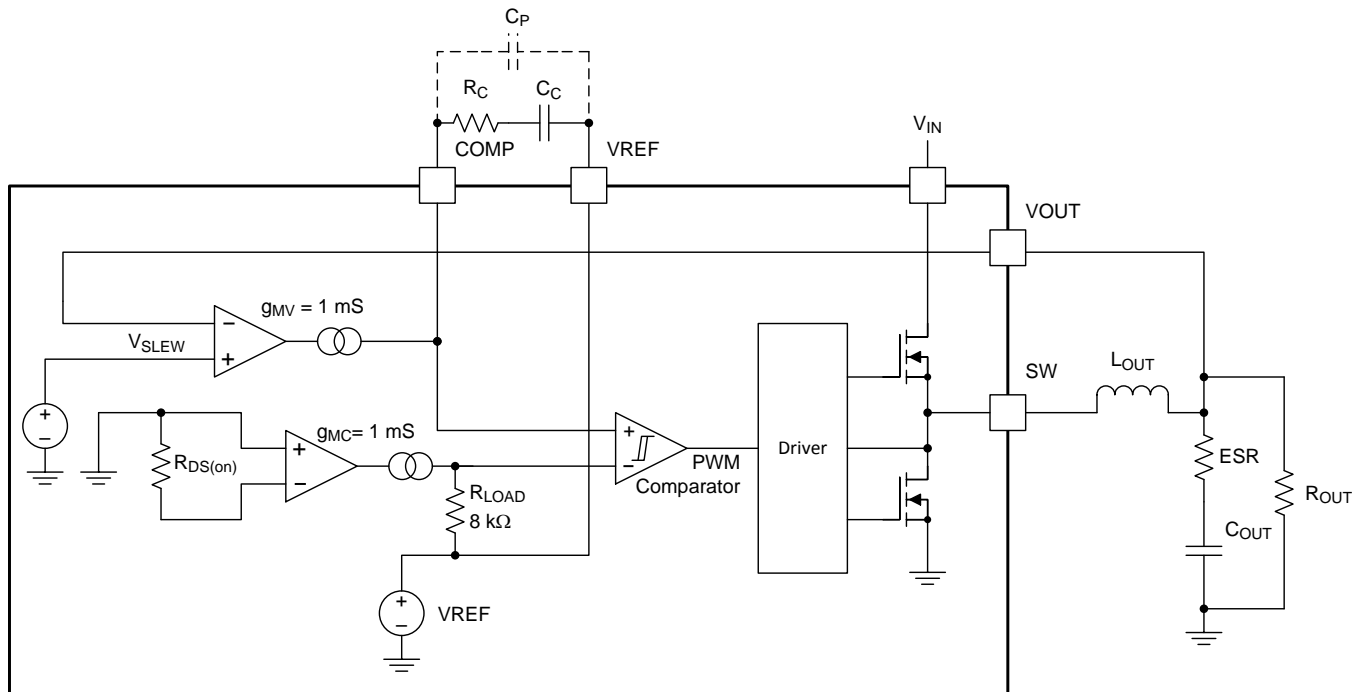 CP
RC
CC
COMP
VREF
VIN
VOUT
gMV = 1 mS
VSLEW
−
+
+
−
gMC= 1 mS
+
−
RDS(on)
RLOAD
8 kΩ
+
−
PWM
Comparator
Driver
SW
LOUT
ESR
COUT
ROUT
+
−
VREF